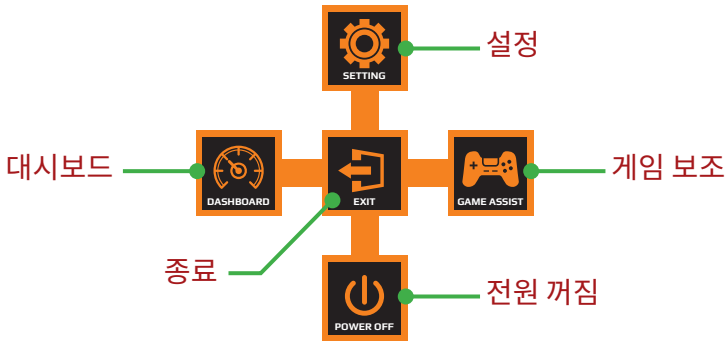 SETTING
설정
대시보드
DASHBOARD
EXIT
GAME ASSIST
게임 보조
종료
POWER OFF
전원 꺼짐